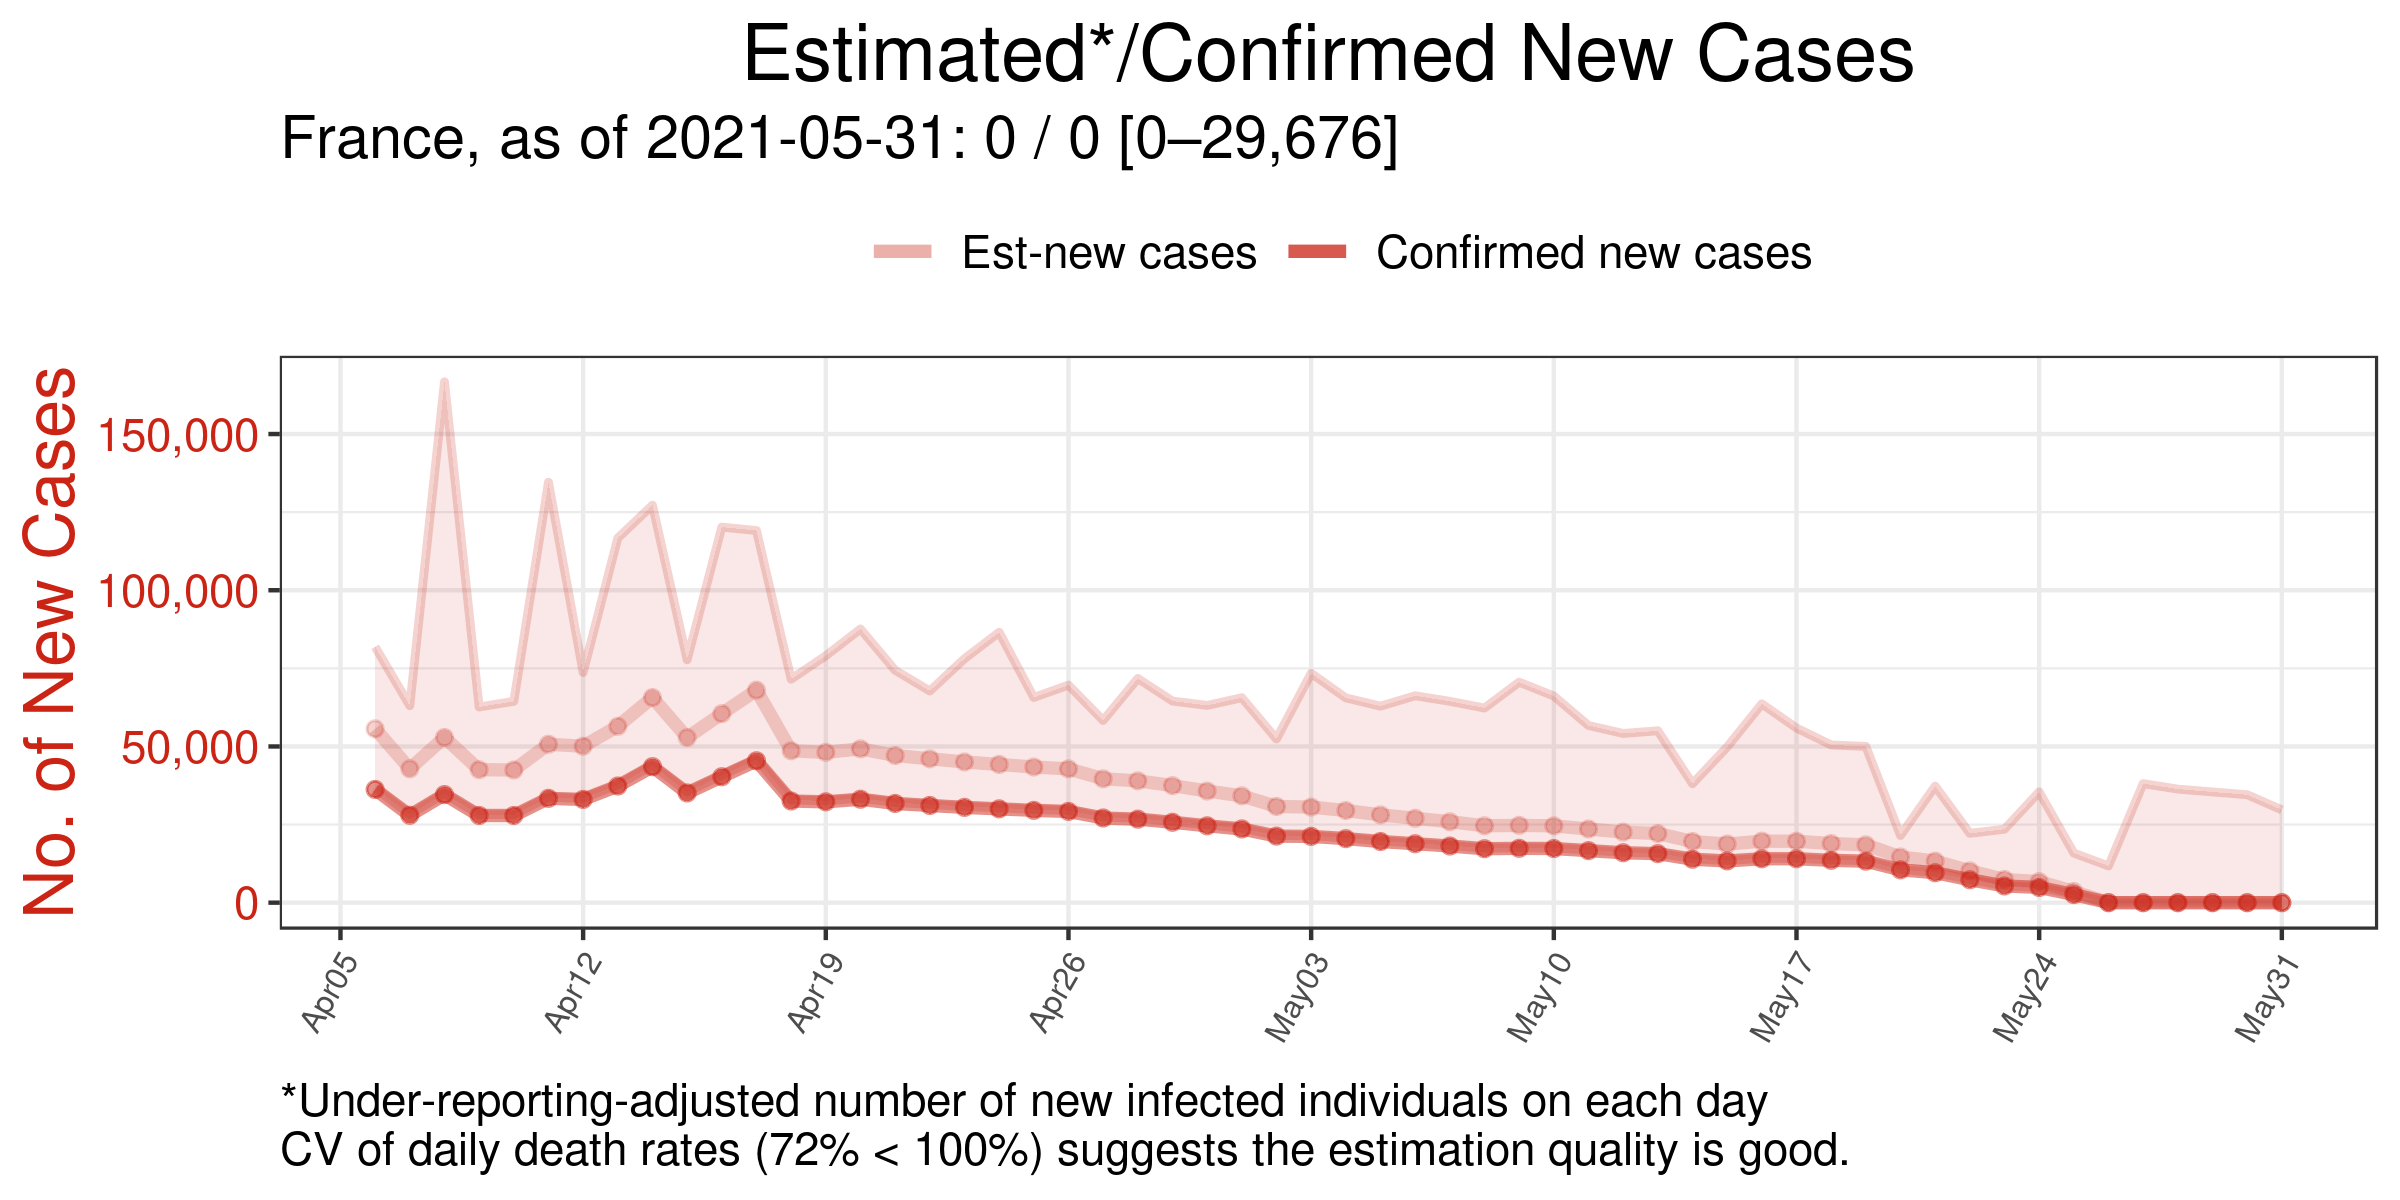 Estimated*/Confirmed New Cases
France, as of 2021-05-31: 0 / 0 [0–29,676]
Est-new cases Confirmed new cases
No. of New Cases
150,000
100,000
50,000
0
Apr05 Apr12 Apr19 Apr26 May03 May10 May17 May24 May31
*Under-reporting-adjusted number of new infected individuals on each day
CV of daily death rates (72% < 100%) suggests the estimation quality is good.